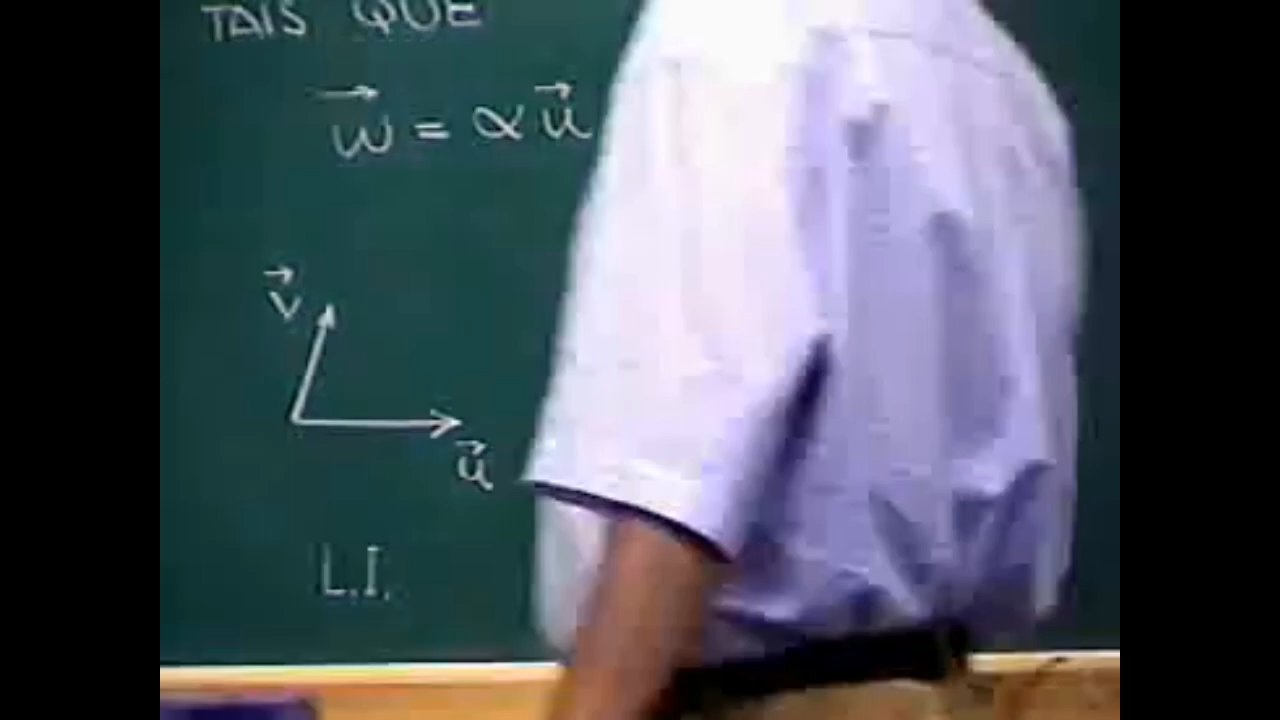 TAIS QUE
w⃗ = α u⃗
v⃗
u⃗
L.I.